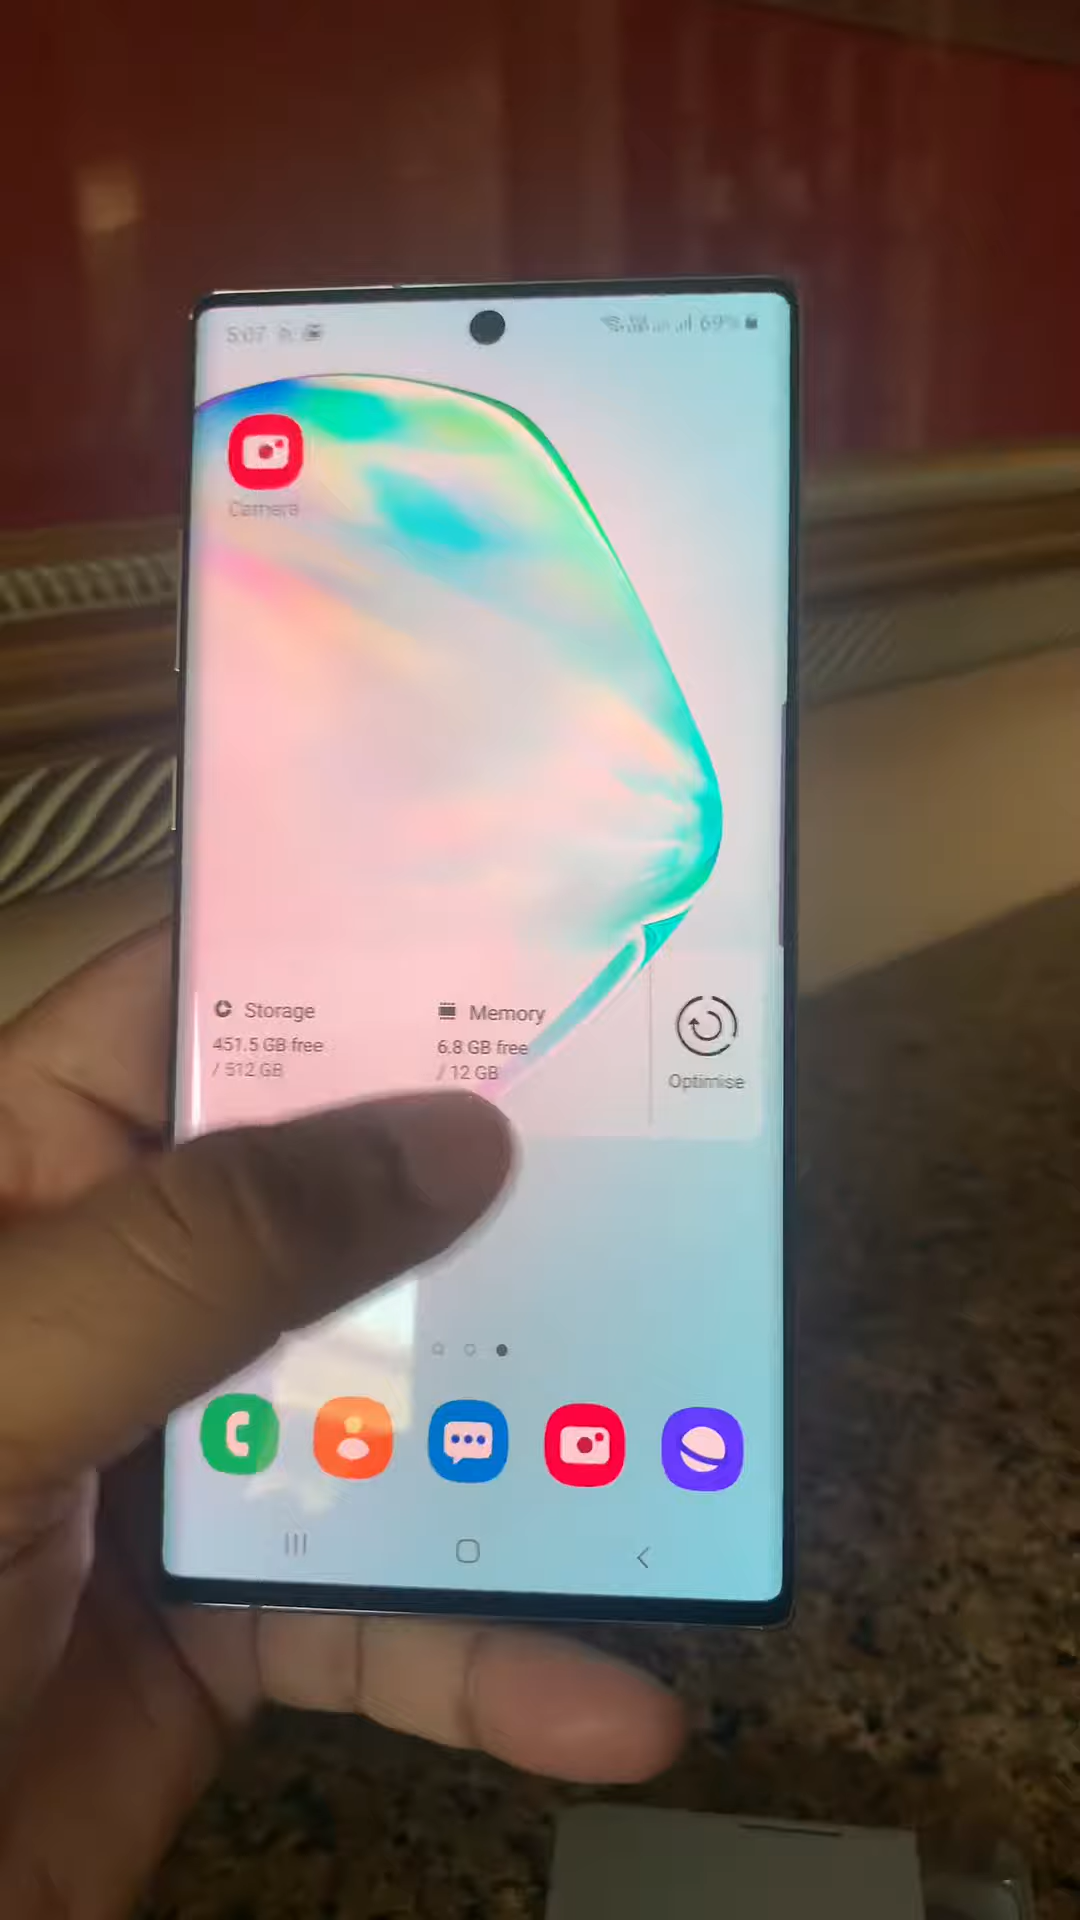 5:07 69%
Camera
Storage Memory
451.5 GB free 6.8 GB free
/ 512 GB / 12 GB
Optimise